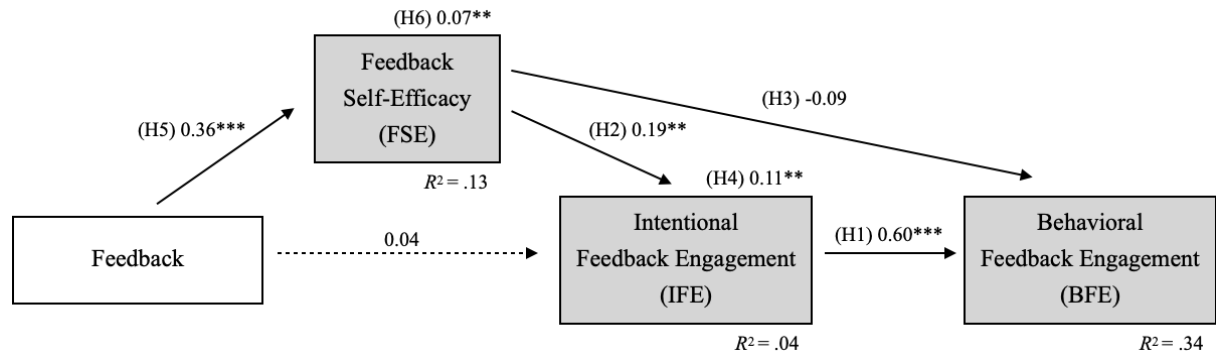 (H6) 0.07**
Feedback
Self-Efficacy
(FSE)
(H3) -0.09
(H5) 0.36***
(H2) 0.19**
R² = .13
(H4) 0.11**
Feedback
0.04
Intentional
Feedback Engagement
(IFE)
(H1) 0.60***
Behavioral
Feedback Engagement
(BFE)
R² = .04
R² = .34